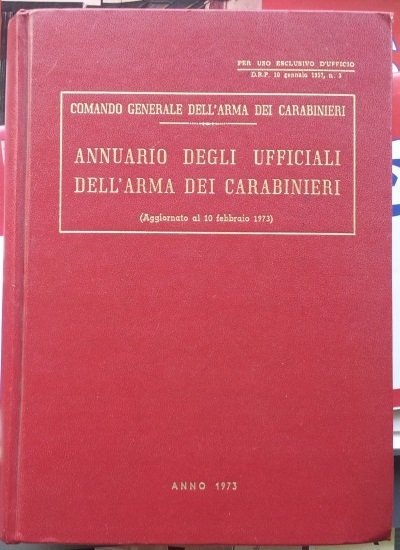 PER USO ESCLUSIVO D'UFFICIO
D.P.R. 10 gennaio 1957, n. 3
COMANDO GENERALE DELL'ARMA DEI CARABINIERI
ANNUARIO DEGLI UFFICIALI
DELL'ARMA DEI CARABINIERI
(Aggiornato al 10 febbraio 1973)
ANNO 1973